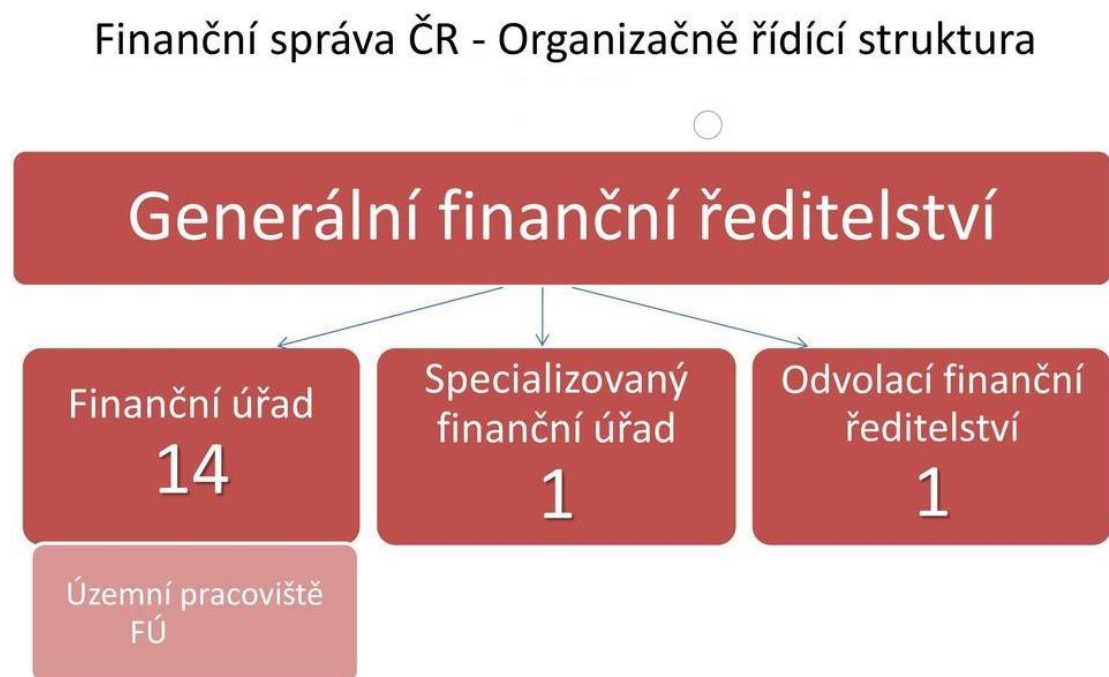 Finanční správa ČR - Organizačně řídící struktura
Generální finanční ředitelství
Finanční úřad
14
Specializovaný
finanční úřad
1
Odvolací finanční
ředitelství
1
Územní pracoviště
FÚ